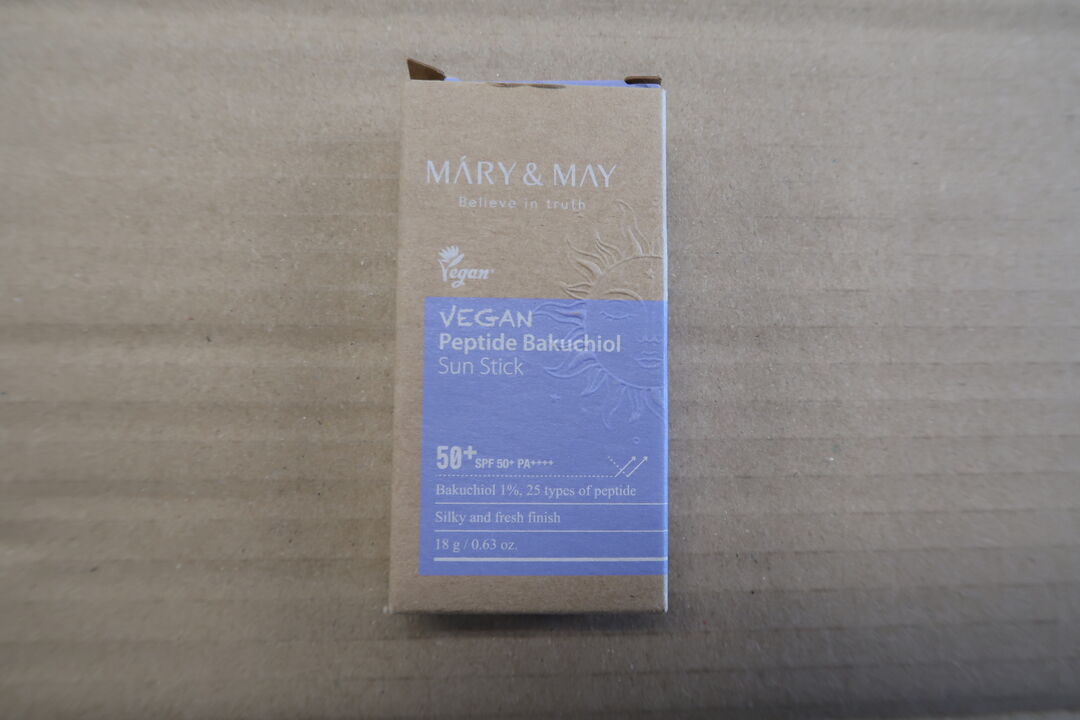 MÁRY & MAY
Believe in truth
Vegan
VEGAN
Peptide Bakuchiol
Sun Stick
50+ SPF 50+ PA++++
Bakuchiol 1%, 25 types of peptide
Silky and fresh finish
18 g / 0.63 oz.